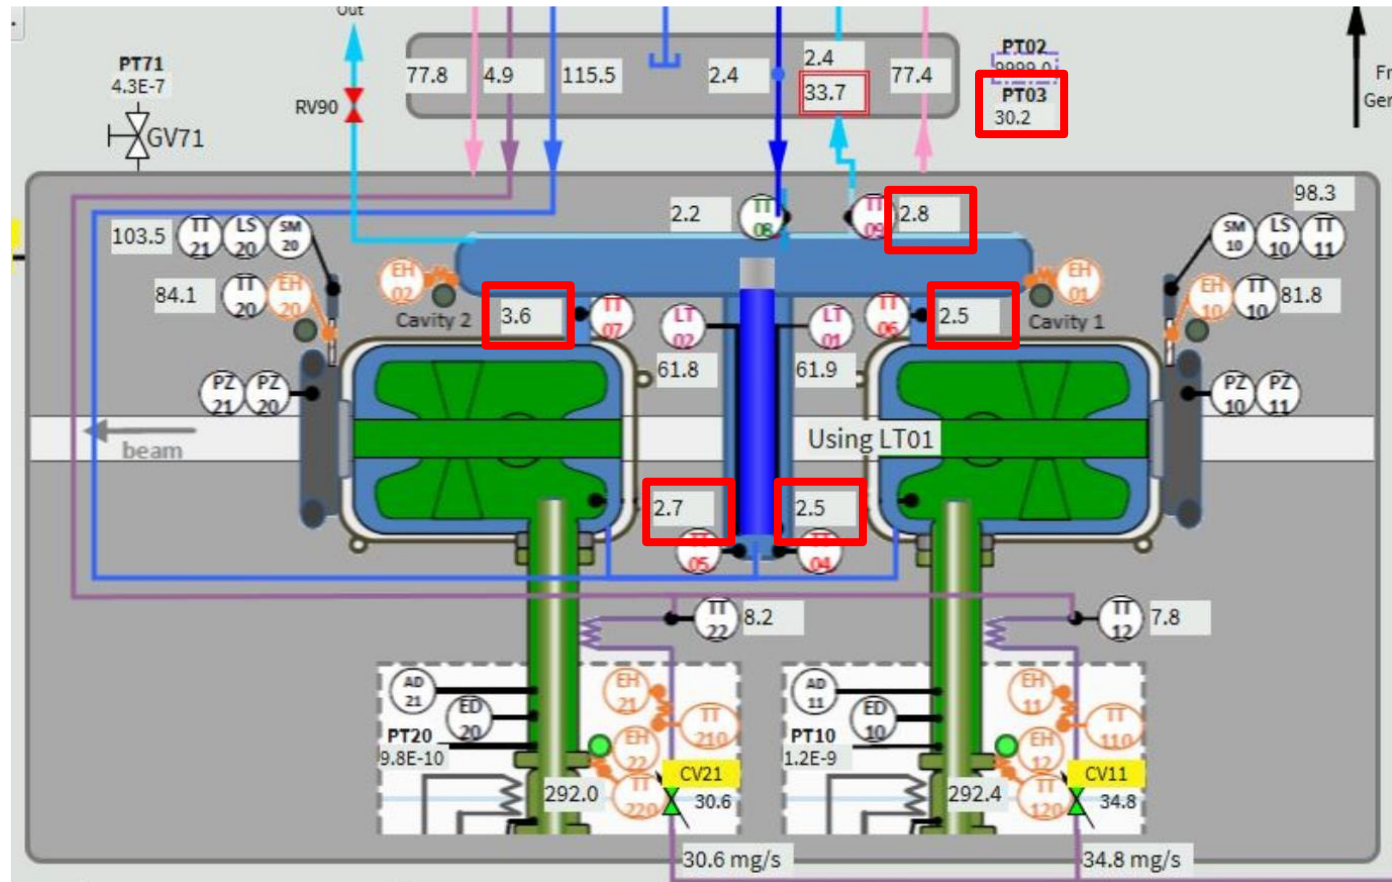 Out
PT02
9999.0
PT03
30.2
PT71
4.3E-7
GV71
RV90
77.8
4.9
115.5
2.4
2.4
33.7
77.4
Fr
Ger
103.5
TT
21
LS
20
SM
20
84.1
TT
20
EH
20
EH
02
2.2
TT
08
TT
09
2.8
98.3
SM
10
LS
10
TT
11
EH
10
TT
10
81.8
EH
01
Cavity 2
3.6
TT
07
LT
02
LT
01
TT
06
2.5
Cavity 1
61.8
61.9
PZ
21
PZ
20
PZ
10
PZ
11
beam
Using LT01
2.7
2.5
TT
05
TT
04
TT
22
8.2
TT
12
7.8
AD
21
ED
20
PT20
9.8E-10
EH
21
TT
210
EH
22
TT
220
292.0
CV21
30.6
30.6 mg/s
AD
11
ED
10
PT10
1.2E-9
EH
11
TT
110
EH
12
TT
120
292.4
CV11
34.8
34.8 mg/s